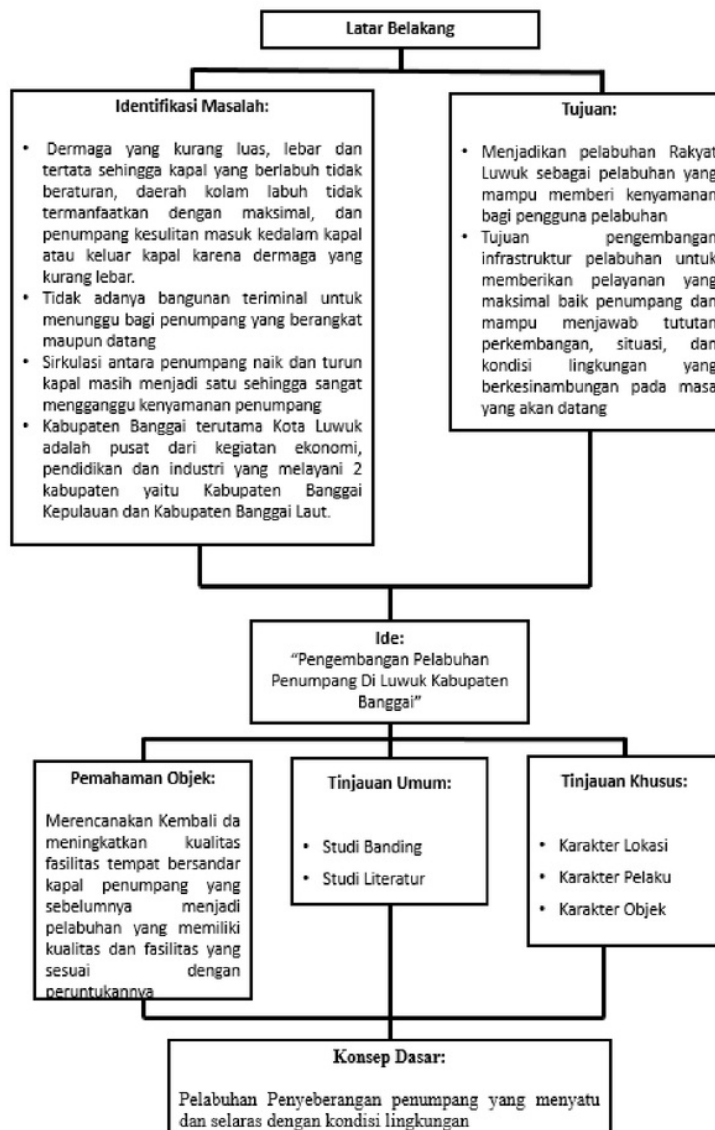 Latar Belakang
Identifikasi Masalah:
• Dermaga yang kurang luas, lebar dan
tertata sehingga kapal yang berlabuh tidak
beraturan, daerah kolam labuh tidak
termanfaatkan dengan maksimal, dan
penumpang kesulitan masuk kedalam kapal
atau keluar kapal karena dermaga yang
kurang lebar.
• Tidak adanya bangunan teriminal untuk
menunggu bagi penumpang yang berangkat
maupun datang
• Sirkulasi antara penumpang naik dan turun
kapal masih menjadi satu sehingga sangat
mengganggu kenyamanan penumpang
• Kabupaten Banggai terutama Kota Luwuk
adalah pusat dari kegiatan ekonomi,
pendidikan dan industri yang melayani 2
kabupaten yaitu Kabupaten Banggai
Kepulauan dan Kabupaten Banggai Laut.
Tujuan:
• Menjadikan pelabuhan Rakyat
Luwuk sebagai pelabuhan yang
mampu memberi kenyamanan
bagi pengguna pelabuhan
• Tujuan pengembangan
infrastruktur pelabuhan untuk
memberikan pelayanan yang
maksimal baik penumpang dan
mampu menjawab tututan
perkembangan, situasi, dan
kondisi lingkungan yang
berkesinambungan pada masa
yang akan datang
Ide:
“Pengembangan Pelabuhan
Penumpang Di Luwuk Kabupaten
Banggai”
Pemahaman Objek:
Merencanakan Kembali da
meningkatkan kualitas
fasilitas tempat bersandar
kapal penumpang yang
sebelumnya menjadi
pelabuhan yang memiliki
kualitas dan fasilitas yang
sesuai dengan
peruntukannya
Tinjauan Umum:
• Studi Banding
• Studi Literatur
Tinjauan Khusus:
• Karakter Lokasi
• Karakter Pelaku
• Karakter Objek
Konsep Dasar:
Pelabuhan Penyeberangan penumpang yang menyatu
dan selaras dengan kondisi lingkungan